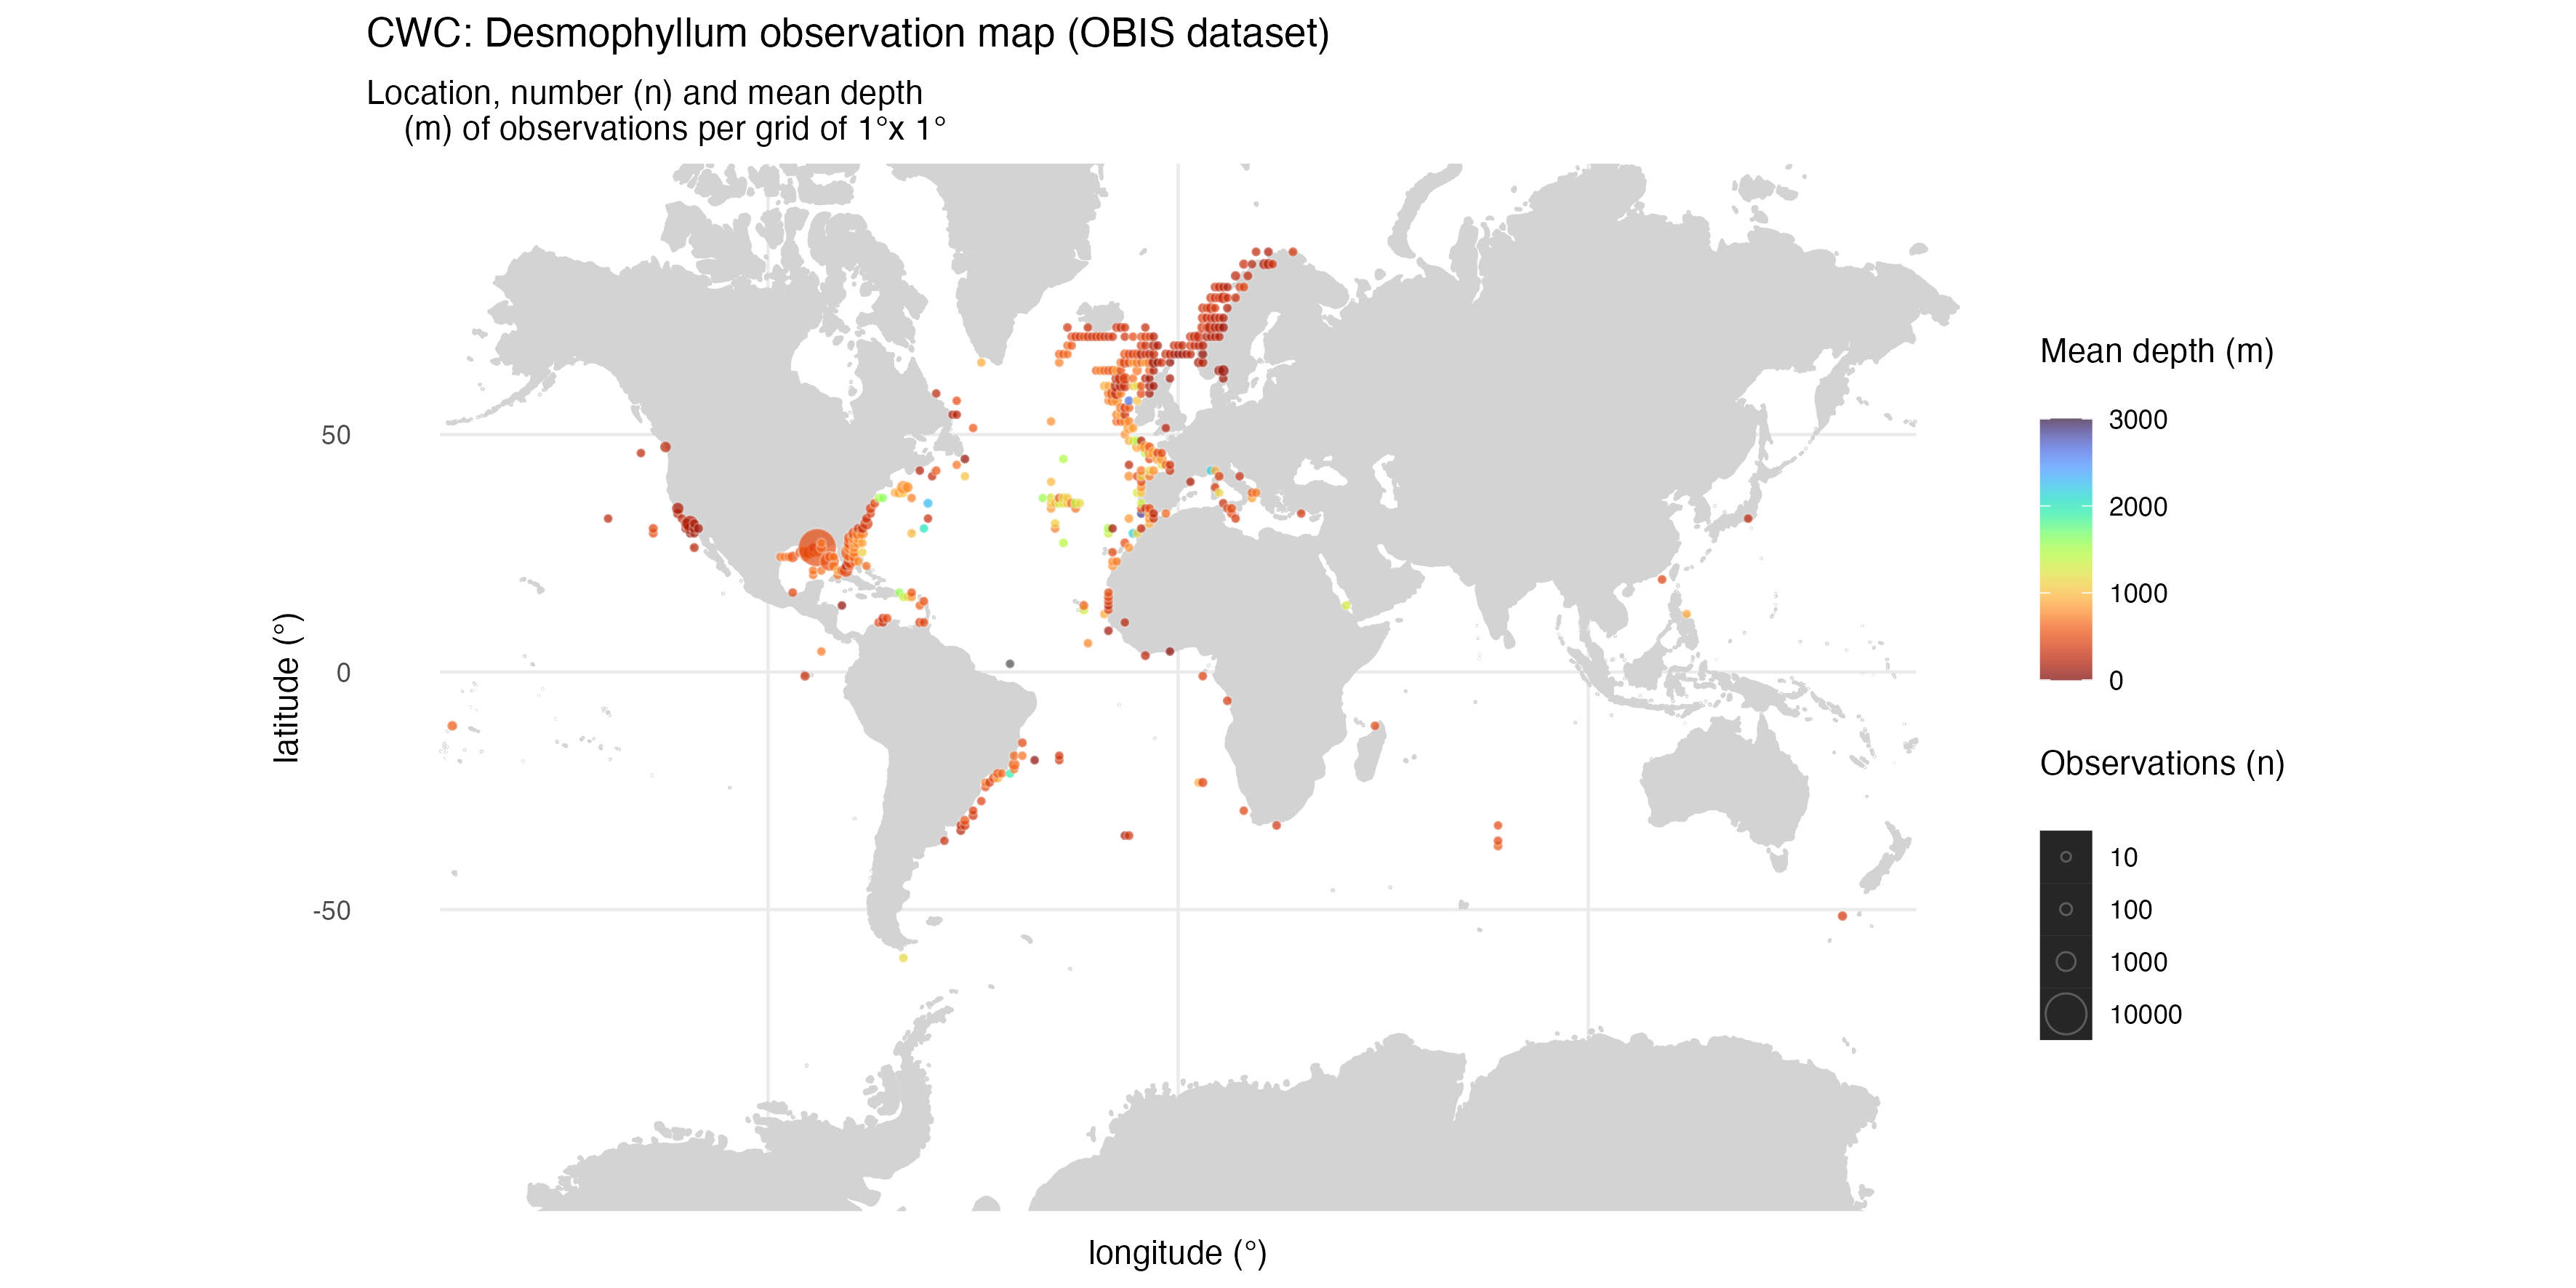 CWC: Desmophyllum observation map (OBIS dataset)
Location, number (n) and mean depth
(m) of observations per grid of 1°x 1°
50
0
-50
latitude (°)
longitude (°)
Mean depth (m)
3000
2000
1000
0
Observations (n)
10
100
1000
10000